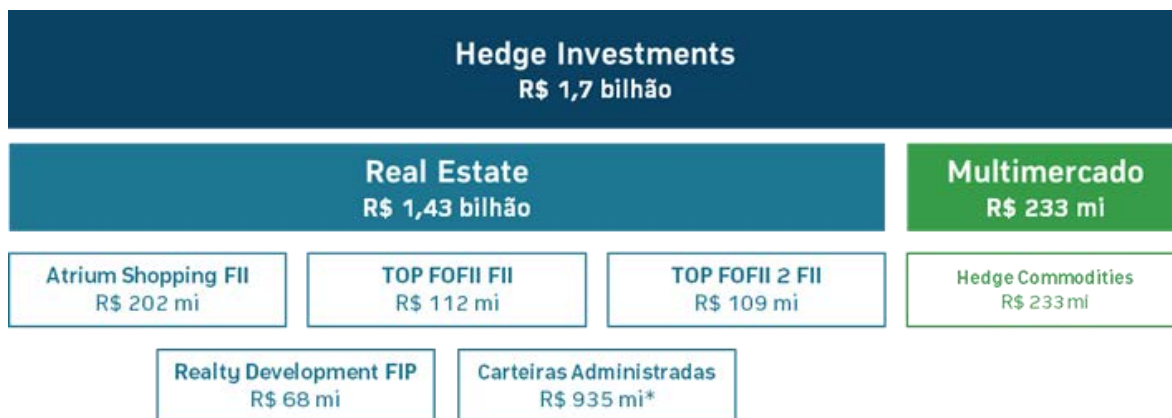 Hedge Investments
R$ 1,7 bilhão
Real Estate
R$ 1,43 bilhão
Multimercado
R$ 233 mi
Atrium Shopping FII
R$ 202 mi
TOP FOFII FII
R$ 112 mi
TOP FOFII 2 FII
R$ 109 mi
Hedge Commodities
R$ 233 mi
Realty Development FIP
R$ 68 mi
Carteiras Administradas
R$ 935 mi*